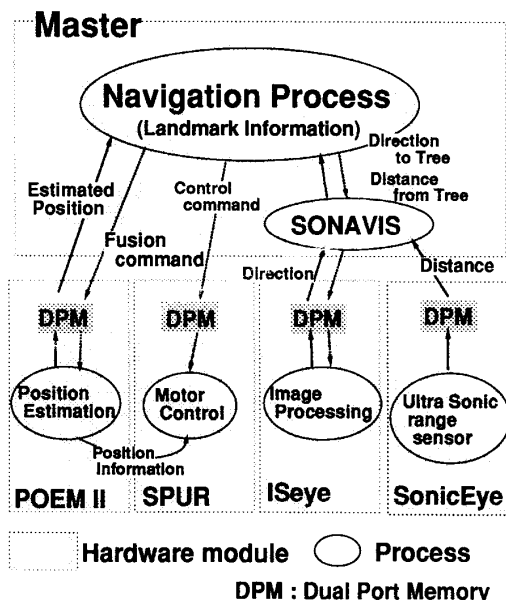 Master
Navigation Process
(Landmark Information)
Direction
to Tree
Estimated
Position
Control
command
Distance
from Tree
Fusion
command
SONAVIS
Direction
Distance
DPM
DPM
DPM
DPM
Position
Estimation
Motor
Control
Image
Processing
Ultra Sonic
range
sensor
Position
Information
POEM II
SPUR
ISeye
SonicEye
Hardware module
Process
DPM : Dual Port Memory